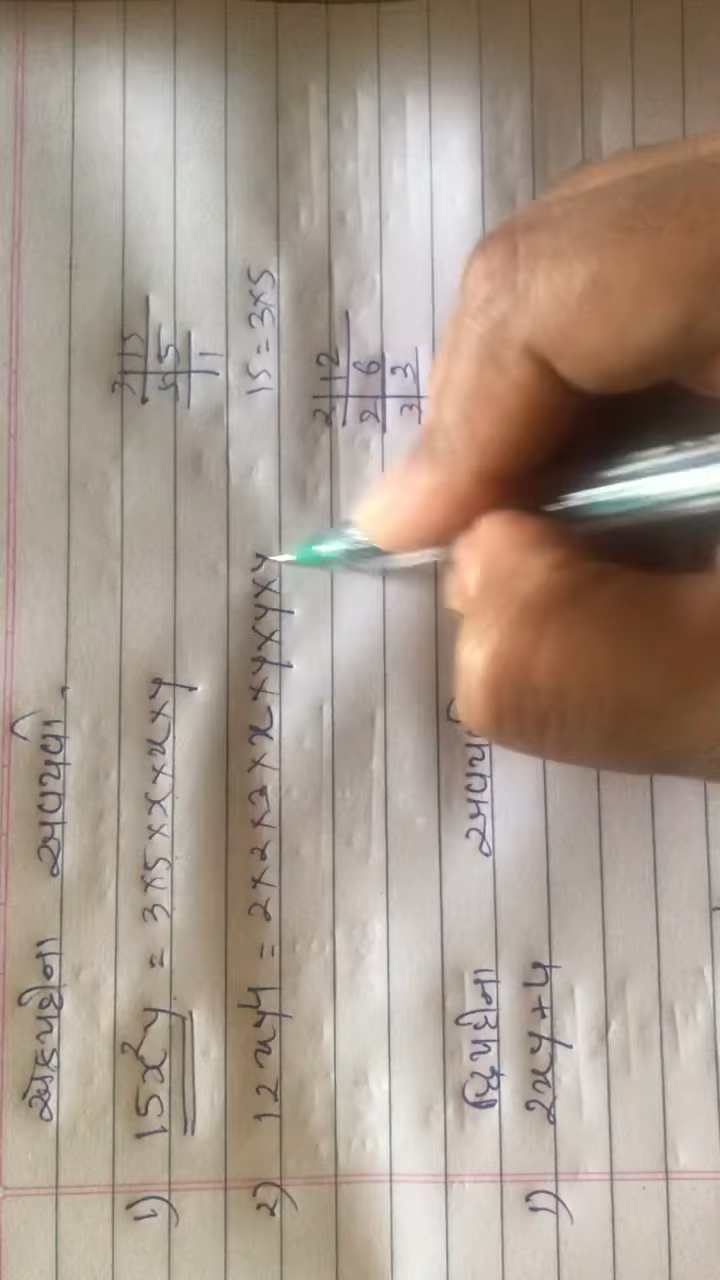 એકપદીના અવયવો.
1) 15x²y = 3×5×x×x×y
3 | 15
5 | 5
1
15 = 3×5
2) 12xy4 = 2×2×3×x×y×y×y×y
2 | 12
2 | 6
3 | 3
દ્વિપદીના
1) 2xy+4